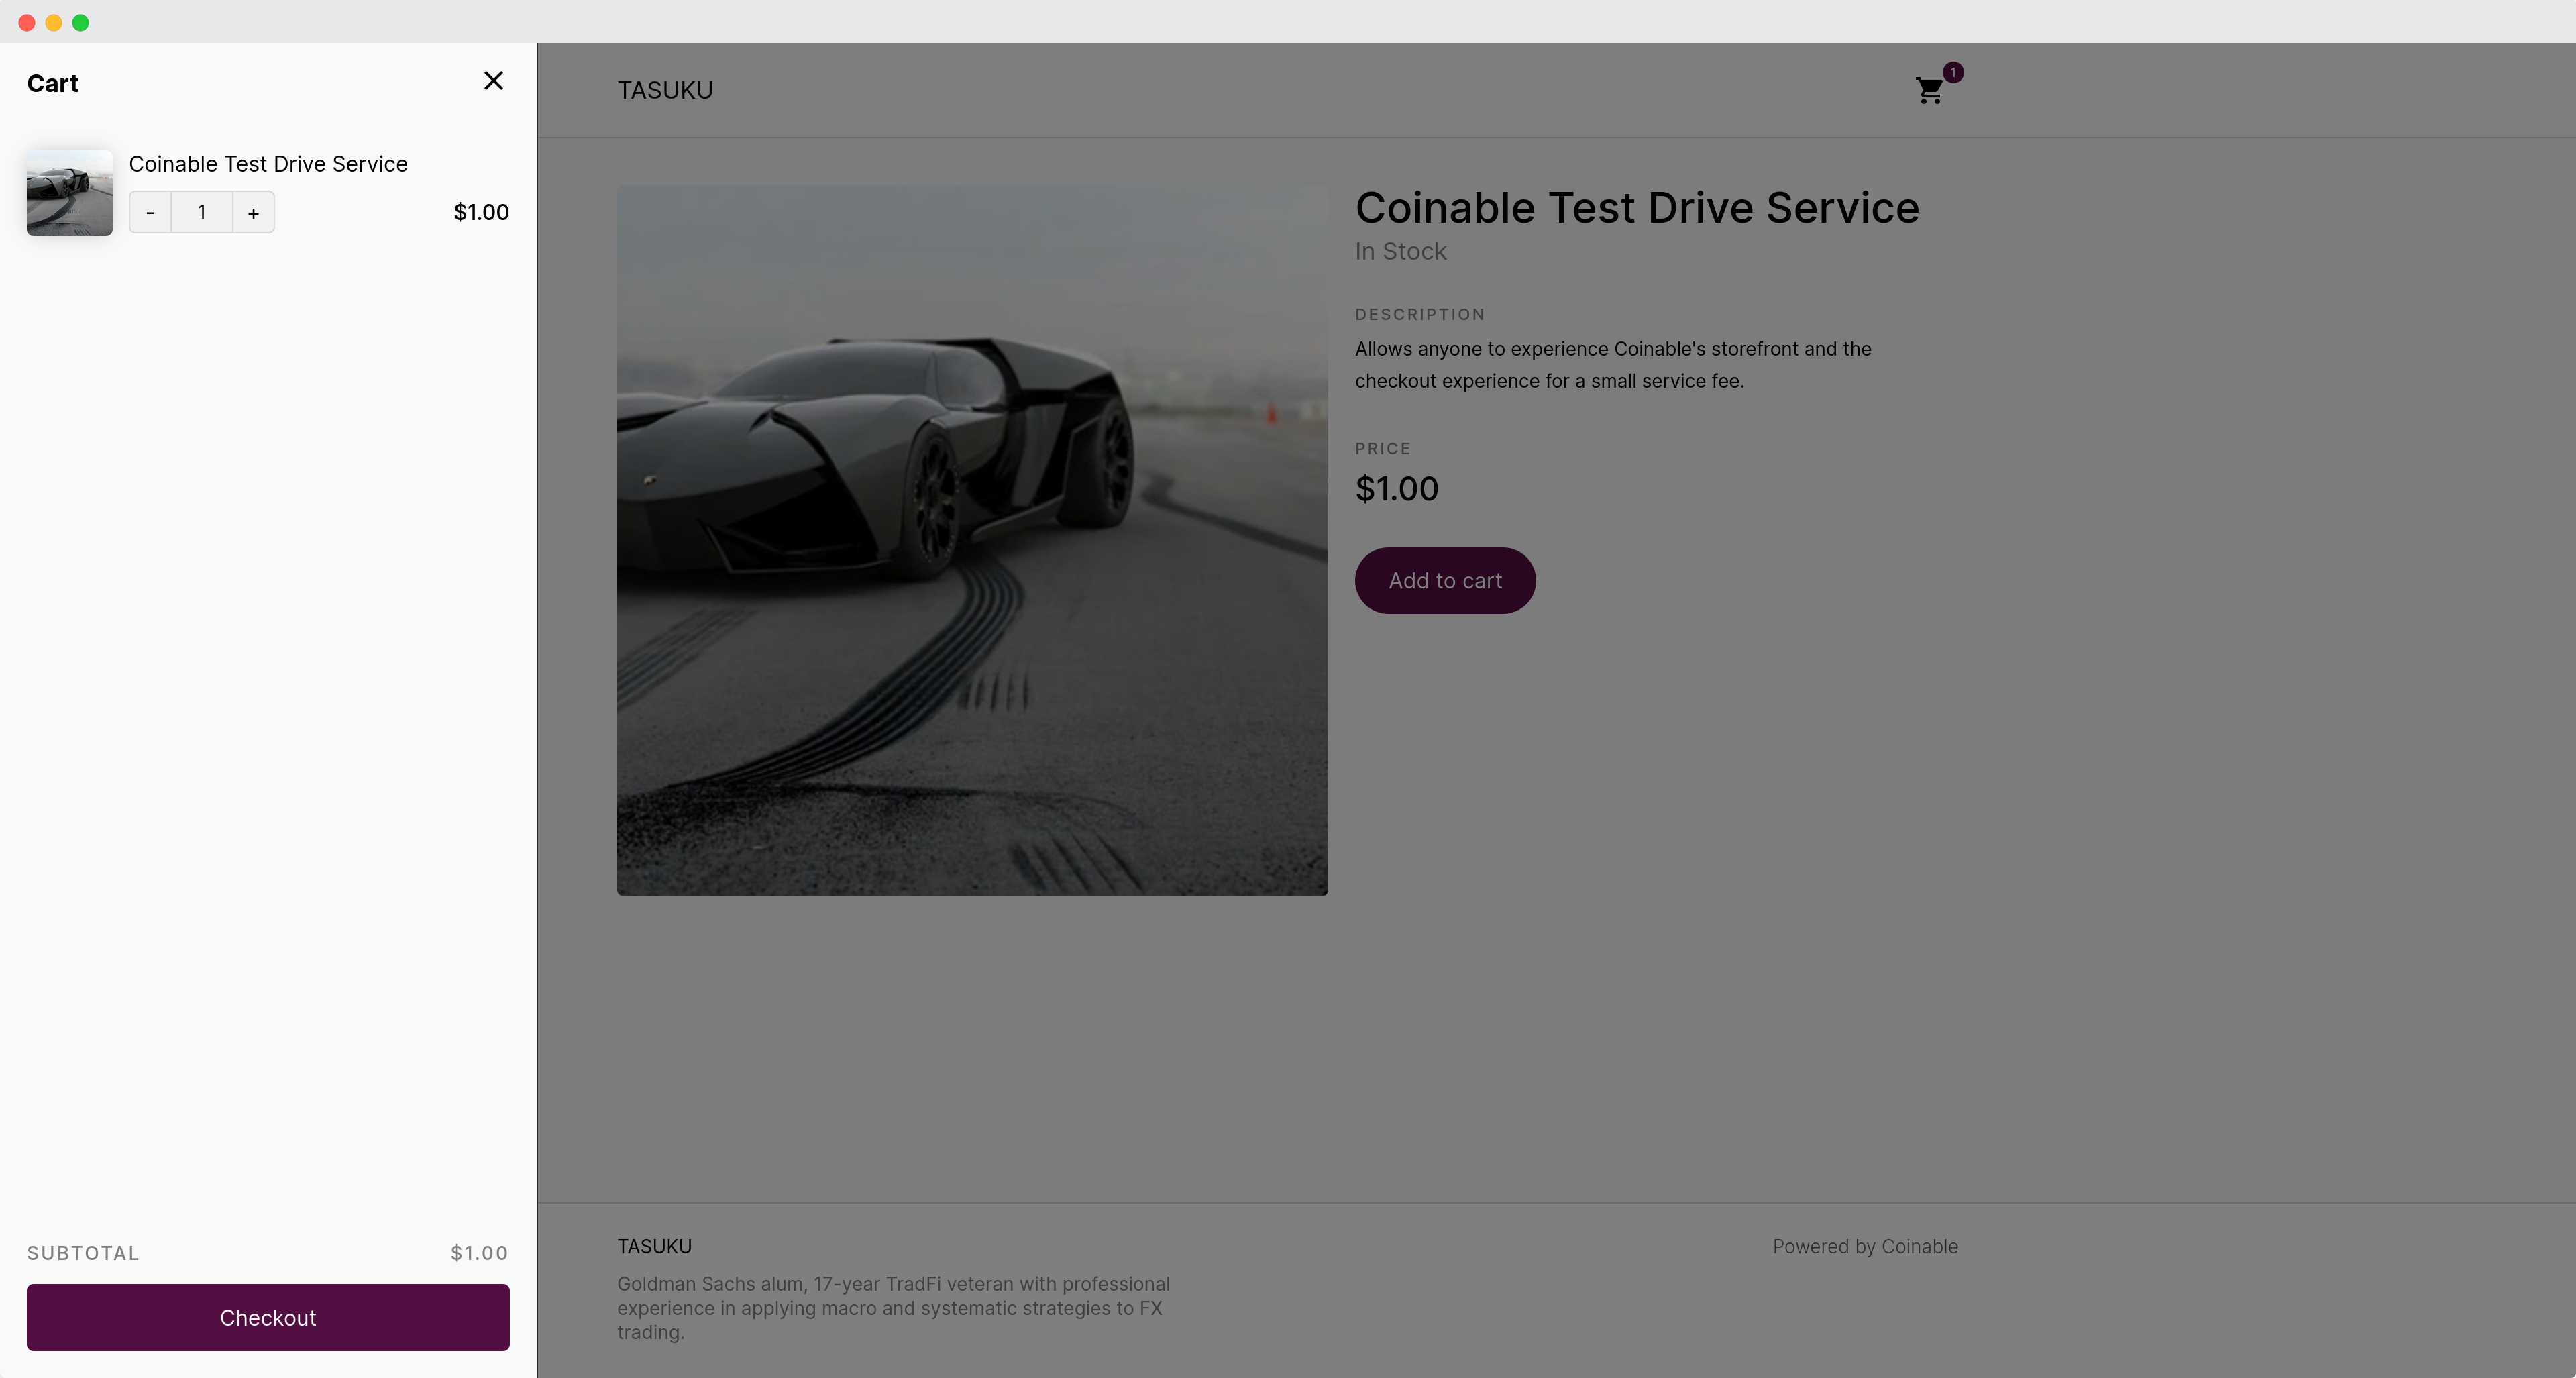 Cart
Coinable Test Drive Service
- 1 + $1.00
SUBTOTAL $1.00
Checkout
TASUKU
1
Coinable Test Drive Service
In Stock
DESCRIPTION
Allows anyone to experience Coinable's storefront and the
checkout experience for a small service fee.
PRICE
$1.00
Add to cart
TASUKU
Goldman Sachs alum, 17-year TradFi veteran with professional
experience in applying macro and systematic strategies to FX
trading.
Powered by Coinable